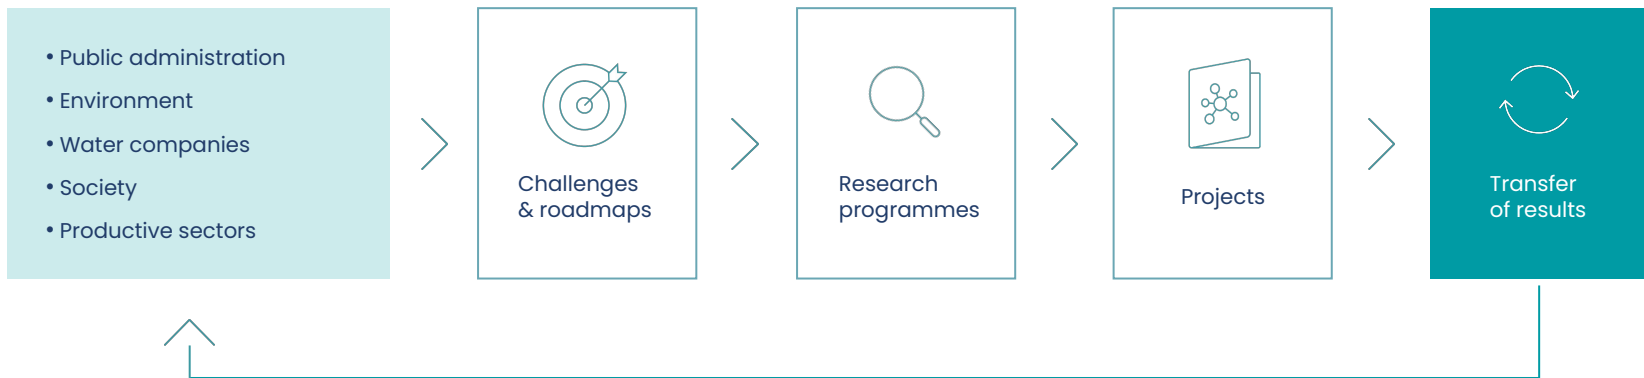 • Public administration
• Environment
• Water companies
• Society
• Productive sectors
Challenges
& roadmaps
Research
programmes
Projects
Transfer
of results